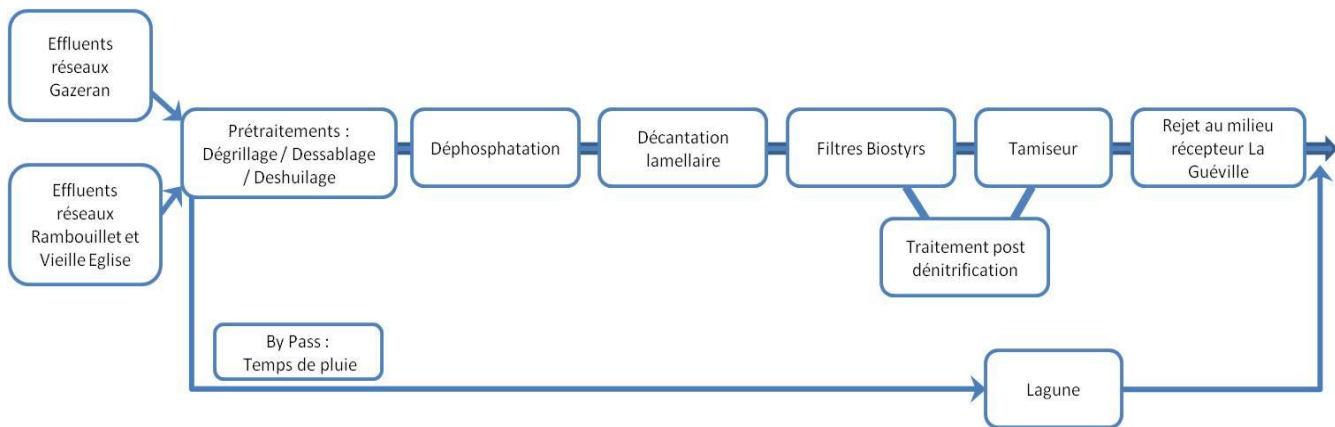 Effluents
réseaux
Gazeran
Effluents
réseaux
Rambouillet et
Vieille Eglise
Prétraitements :
Dégrillage / Dessablage
/ Deshuilage
Déphosphatation
Décantation
lamellaire
Filtres Biostyrs
Tamiseur
Rejet au milieu
récepteur La
Guéville
Traitement post
dénitrification
By Pass :
Temps de pluie
Lagune